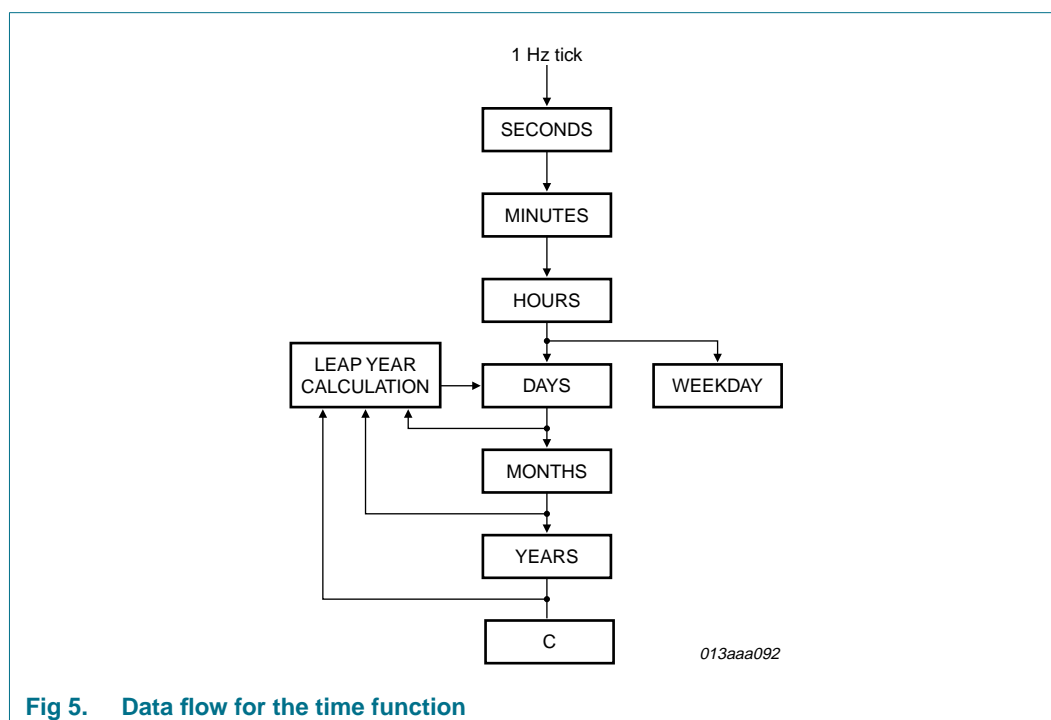 1 Hz tick
SECONDS
MINUTES
HOURS
LEAP YEAR
CALCULATION
DAYS
WEEKDAY
MONTHS
YEARS
C
013aaa092
Fig 5. Data flow for the time function